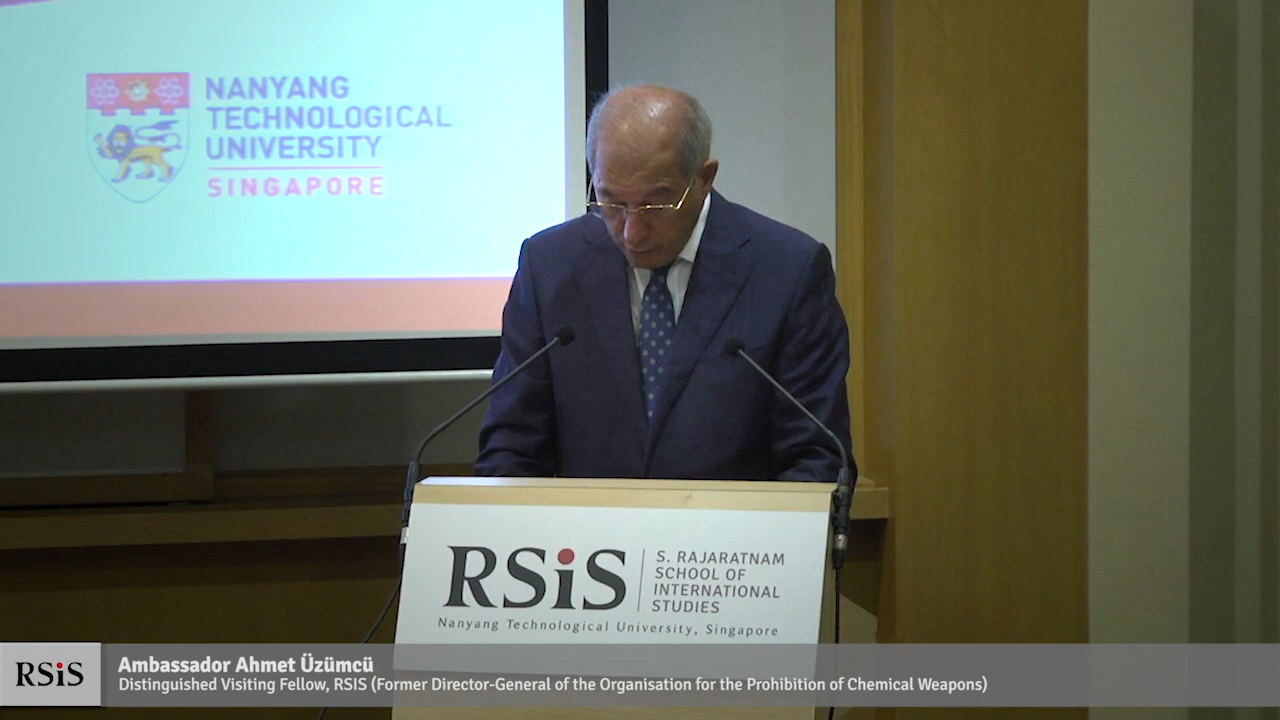 NANYANG
TECHNOLOGICAL
UNIVERSITY
SINGAPORE
RSiS
S. RAJARATNAM
SCHOOL OF
INTERNATIONAL
STUDIES
Nanyang Technological University, Singapore
RSiS
Ambassador Ahmet Üzümcü
Distinguished Visiting Fellow, RSIS (Former Director-General of the Organisation for the Prohibition of Chemical Weapons)